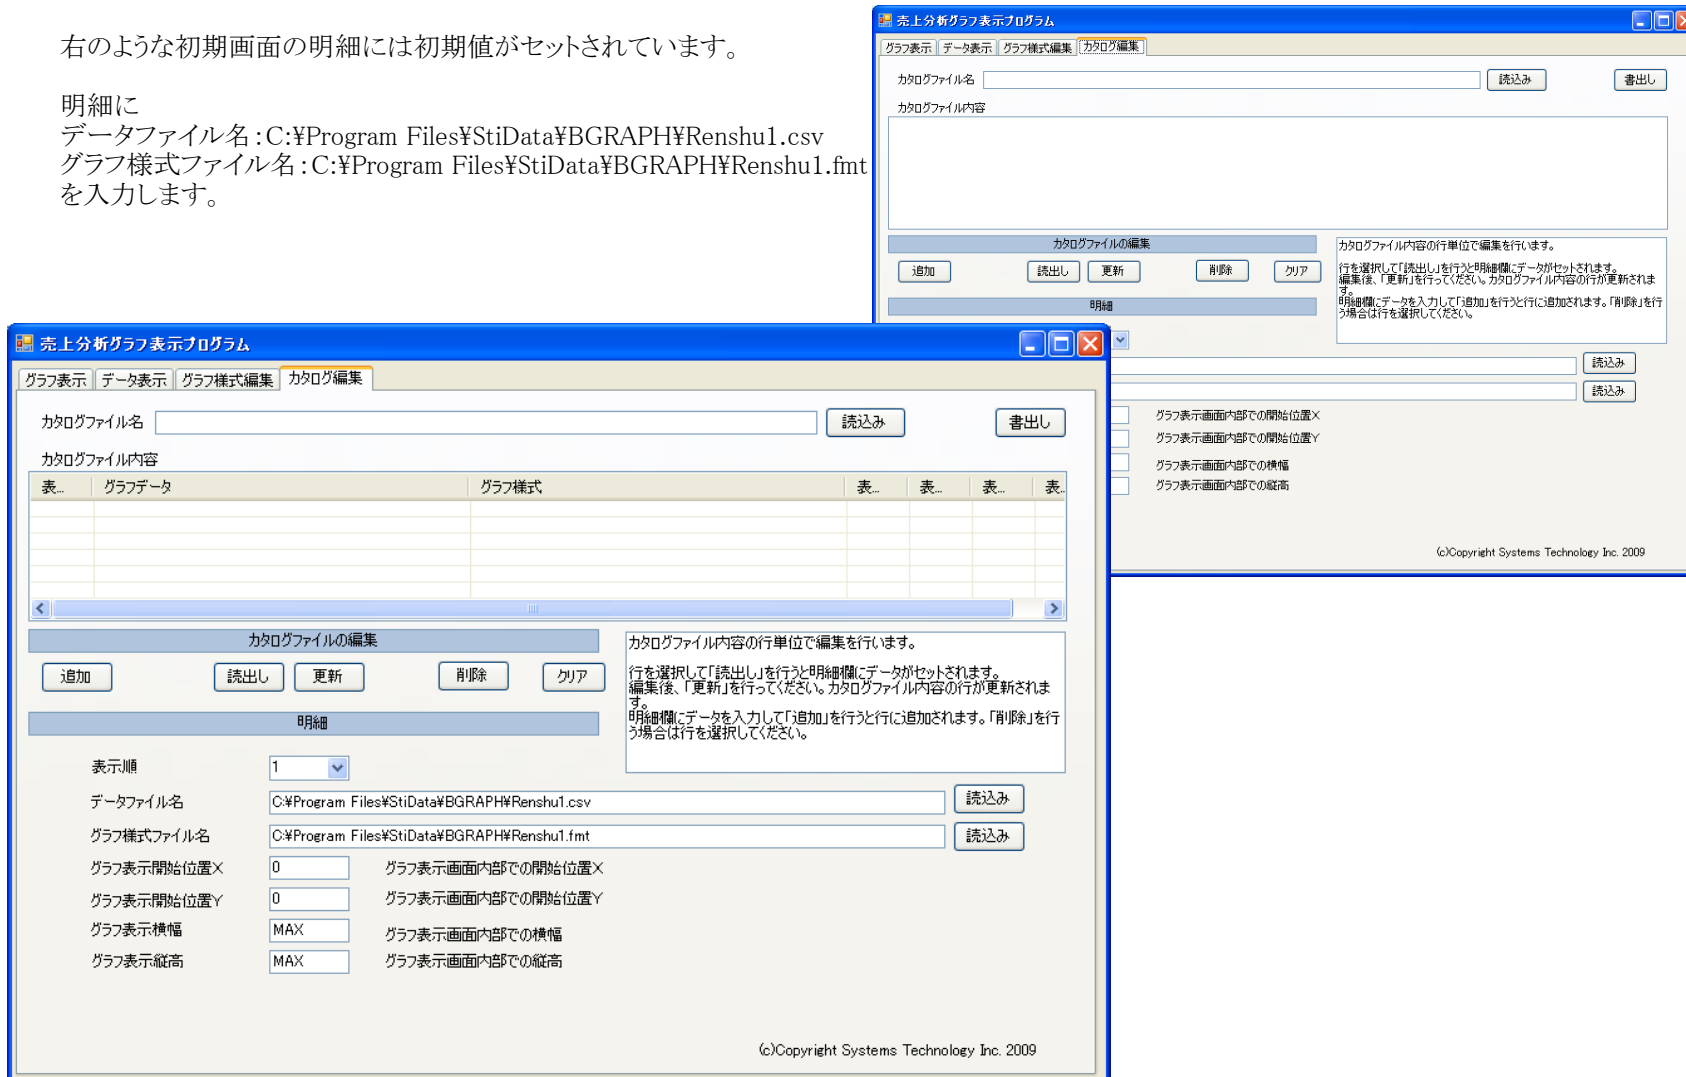 右のような初期画面の明細には初期値がセットされています。
明細に
データファイル名：C:¥Program Files¥StiData¥BGRAPH¥Renshu1.csv
グラフ様式ファイル名：C:¥Program Files¥StiData¥BGRAPH¥Renshu1.fmt
を入力します。
売上分析グラフ表示プログラム
グラフ表示 データ表示 グラフ様式編集 カタログ編集
カタログファイル名 読込み 書出し
カタログファイル内容
カタログファイルの編集
追加 読出し 更新 削除 クリア
明細
カタログファイル内容の行単位で編集を行います。
行を選択して「読出し」を行うと明細欄にデータがセットされます。
編集後、「更新」を行ってください。カタログファイル内容の行が更新されま
す。
明細欄にデータを入力して「追加」を行うと行に追加されます。「削除」を行
う場合は行を選択してください。
読込み
読込み
グラフ表示画面内部での開始位置X
グラフ表示画面内部での開始位置Y
グラフ表示画面内部での横幅
グラフ表示画面内部での縦高
(c)Copyright Systems Technology Inc. 2009
売上分析グラフ表示プログラム
グラフ表示 データ表示 グラフ様式編集 カタログ編集
カタログファイル名 読込み 書出し
カタログファイル内容
表... グラフデータ グラフ様式 表... 表... 表... 表..
カタログファイルの編集
追加 読出し 更新 削除 クリア
明細
カタログファイル内容の行単位で編集を行います。
行を選択して「読出し」を行うと明細欄にデータがセットされます。
編集後、「更新」を行ってください。カタログファイル内容の行が更新されま
す。
明細欄にデータを入力して「追加」を行うと行に追加されます。「削除」を行
う場合は行を選択してください。
表示順 1
データファイル名 C:¥Program Files¥StiData¥BGRAPH¥Renshu1.csv 読込み
グラフ様式ファイル名 C:¥Program Files¥StiData¥BGRAPH¥Renshu1.fmt 読込み
グラフ表示開始位置X 0 グラフ表示画面内部での開始位置X
グラフ表示開始位置Y 0 グラフ表示画面内部での開始位置Y
グラフ表示横幅 MAX グラフ表示画面内部での横幅
グラフ表示縦高 MAX グラフ表示画面内部での縦高
(c)Copyright Systems Technology Inc. 2009